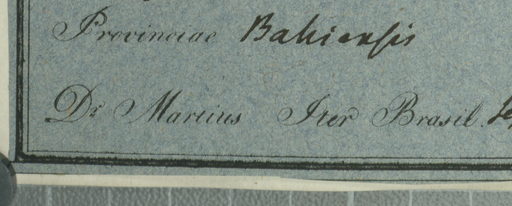 Provinciae Bahiensis
Dr. Martius Iter Brasil.